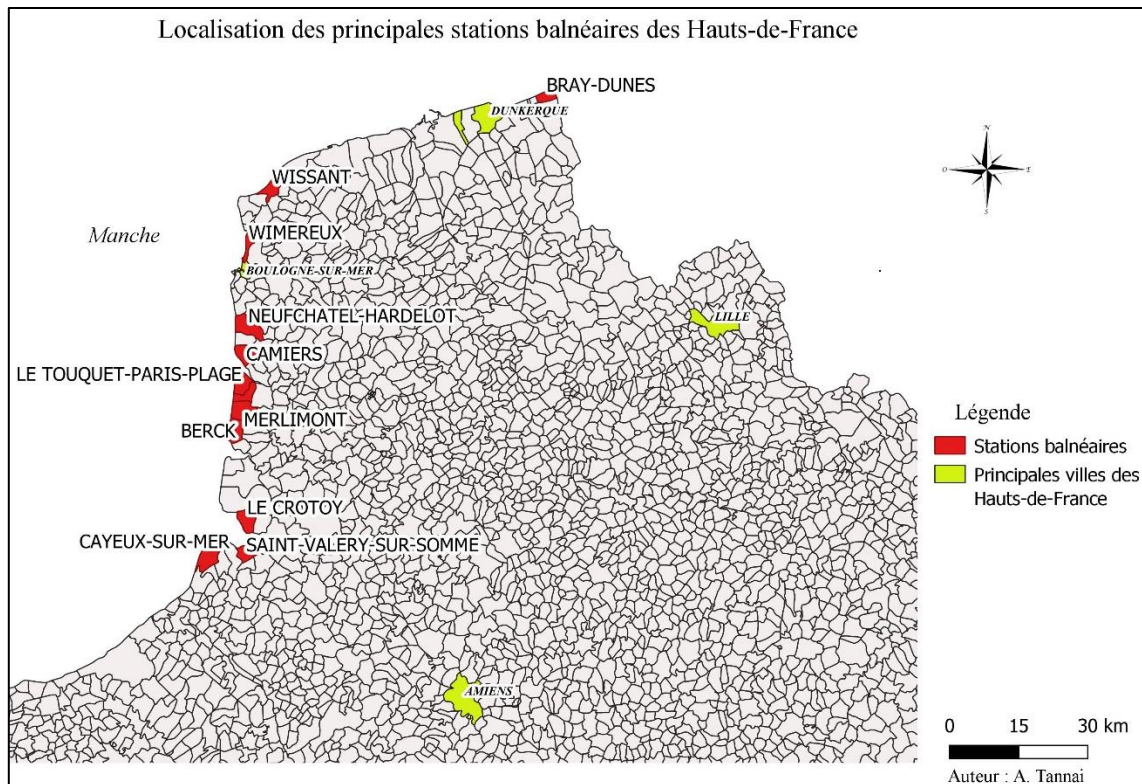 Localisation des principales stations balnéaires des Hauts-de-France
BRAY-DUNES
DUNKERQUE
N
O
E
S
WISSANT
Manche
WIMEREUX
BOULOGNE-SUR-MER
NEUFCHATEL-HARDELOT
LILLE
CAMIERS
LE TOUQUET-PARIS-PLAGE
MERLIMONT
BERCK
Légende
Stations balnéaires
Principales villes des
Hauts-de-France
LE CROTOY
CAYEUX-SUR-MER
SAINT-VALERY-SUR-SOMME
AMIENS
0 15 30 km
Auteur : A. Tannai